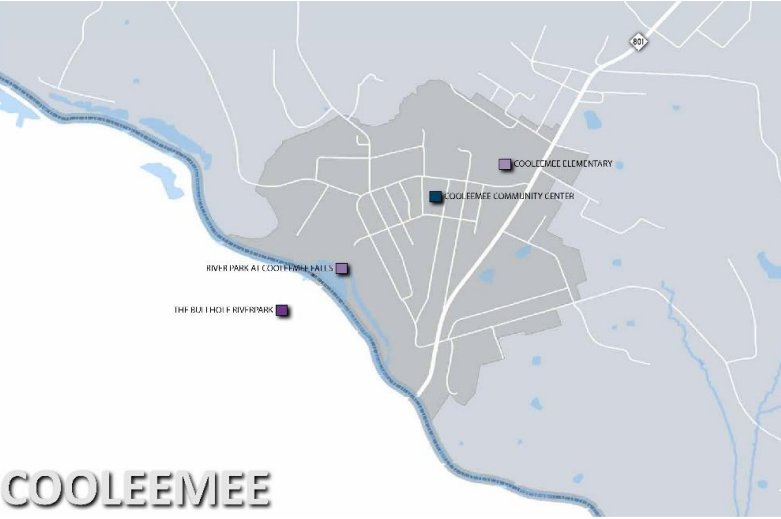 801
COOLEEMEE ELEMENTARY
COOLEEMEE COMMUNITY CENTER
RIVER PARK AT COOLEEMEE FALLS
THE BULLHOLE RIVERPARK
COOLEEMEE